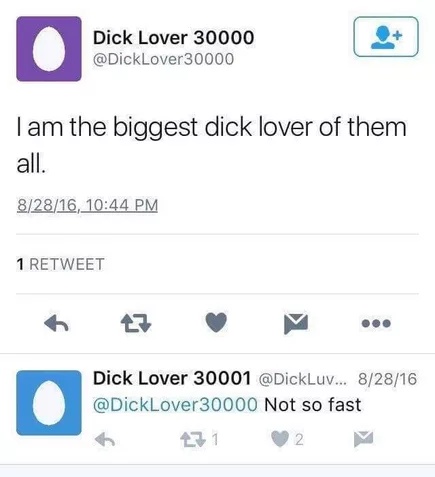 Dick Lover 30000
@DickLover30000
I am the biggest dick lover of them
all.
8/28/16, 10:44 PM
1 RETWEET
Dick Lover 30001 @DickLuv... 8/28/16
@DickLover30000 Not so fast
1 2